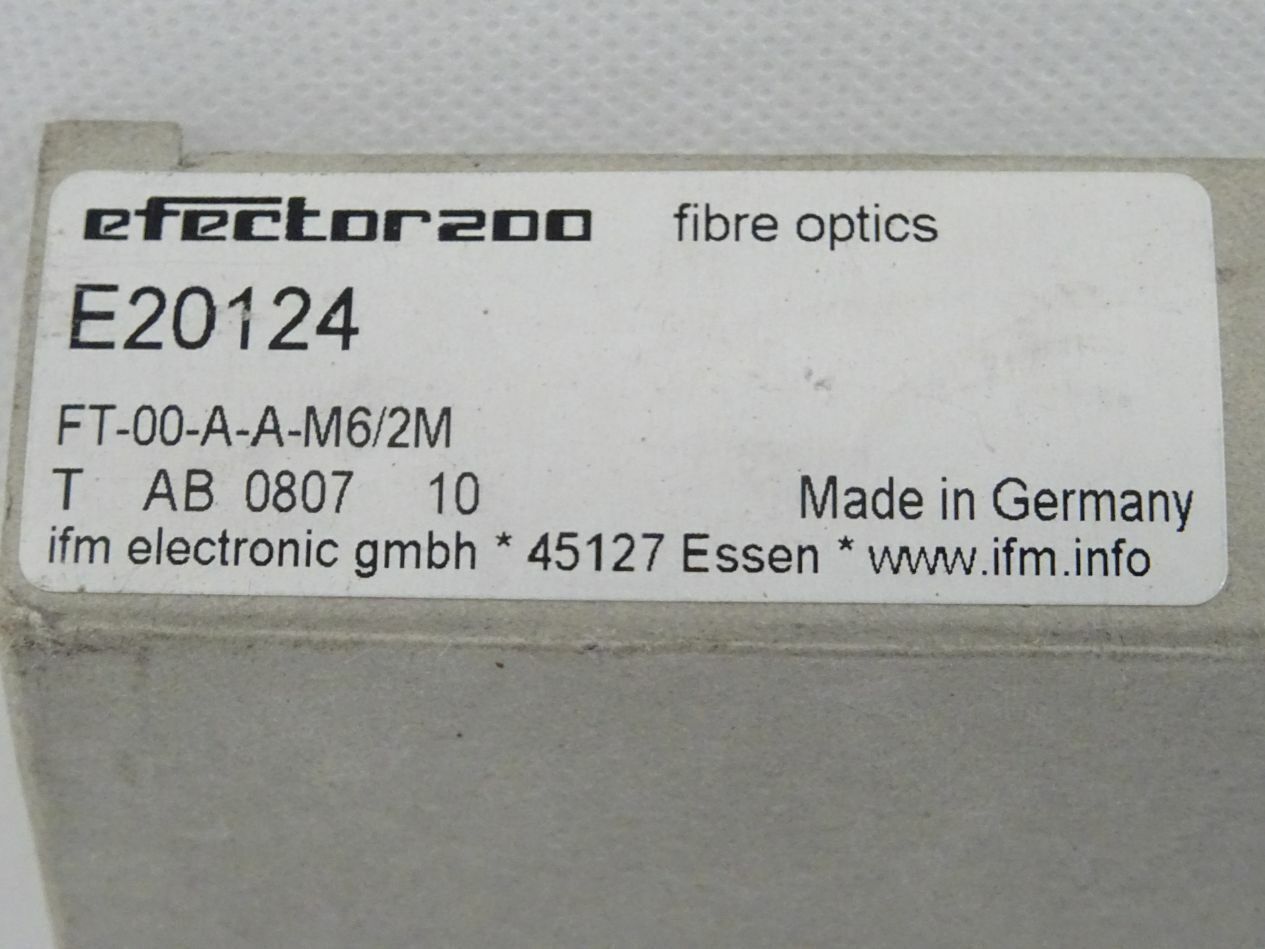 efector200 fibre optics
E20124
FT-00-A-A-M6/2M
T AB 0807 10 Made in Germany
ifm electronic gmbh * 45127 Essen * www.ifm.info